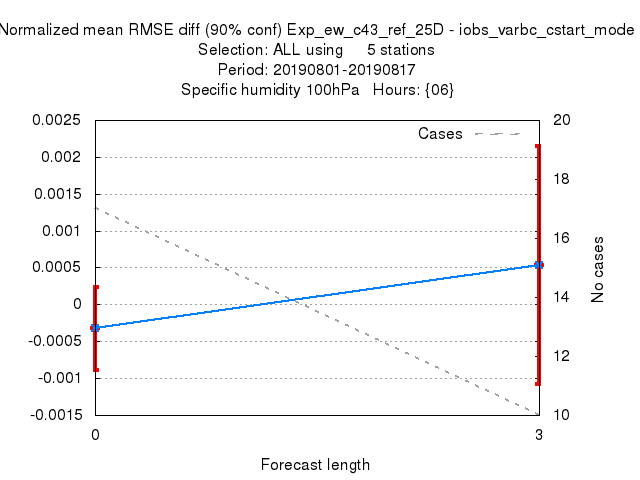 Normalized mean RMSE diff (90% conf) Exp_ew_c43_ref_25D - iobs_varbc_cstart_mode
Selection: ALL using 5 stations
Period: 20190801-20190817
Specific humidity 100hPa Hours: {06}
Cases
0.0025
0.002
0.0015
0.001
0.0005
0
-0.0005
-0.001
-0.0015
20
18
16
14
12
10
No cases
0
3
Forecast length